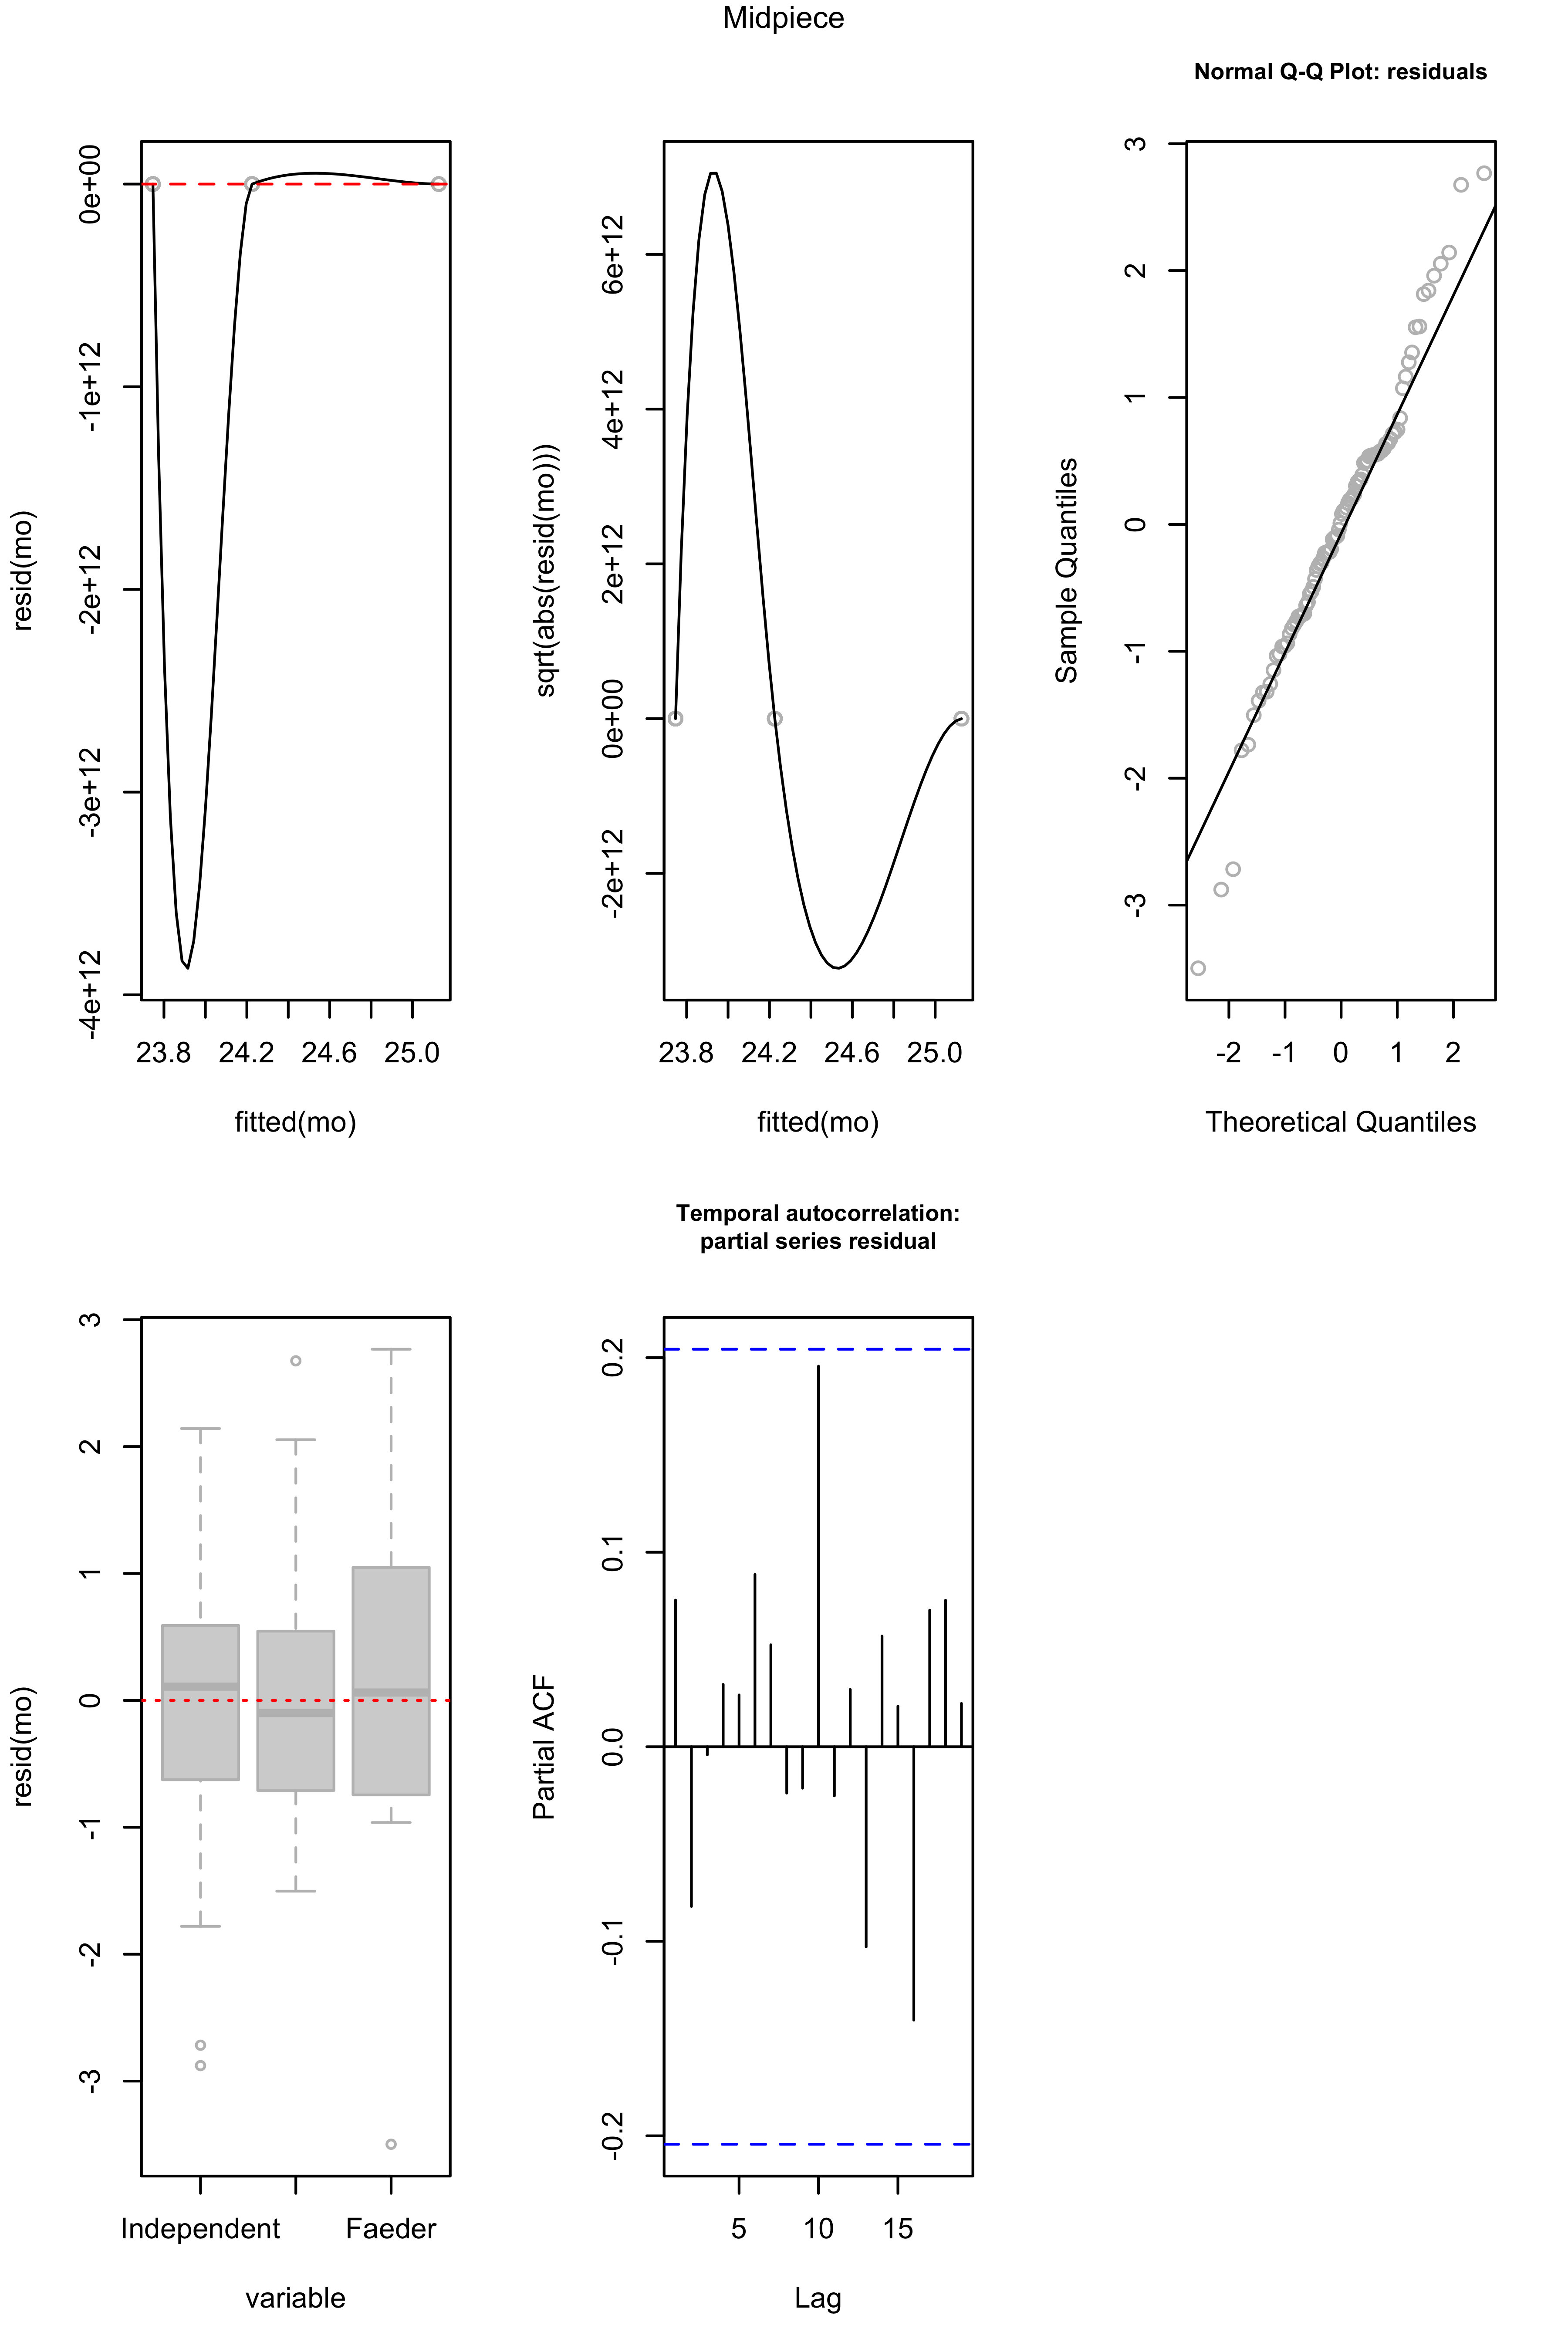 Midpiece
Normal Q-Q Plot: residuals
resid(mo)
0e+00
-1e+12
-2e+12
-3e+12
-4e+12
23.8 24.2 24.6 25.0
fitted(mo)
sqrt(abs(resid(mo)))
6e+12
4e+12
2e+12
0e+00
-2e+12
23.8 24.2 24.6 25.0
fitted(mo)
Sample Quantiles
3
2
1
0
-1
-2
-3
-2 -1 0 1 2
Theoretical Quantiles
resid(mo)
3
2
1
0
-1
-2
-3
Independent Faeder
variable
Temporal autocorrelation:
partial series residual
Partial ACF
0.2
0.1
0.0
-0.1
-0.2
5 10 15
Lag